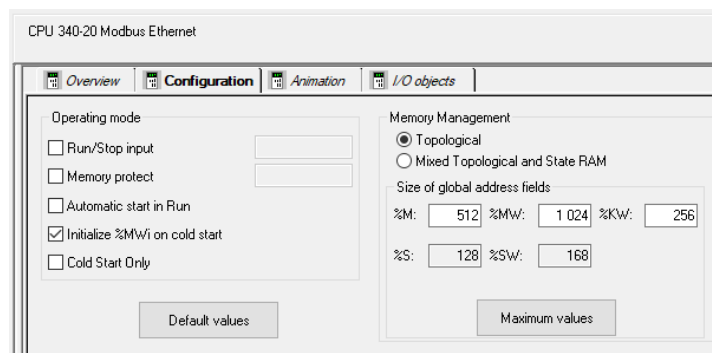 CPU 340-20 Modbus Ethernet
Overview Configuration Animation I/O objects
Operating mode
Run/Stop input
Memory protect
Automatic start in Run
Initialize %MWi on cold start
Cold Start Only
Default values
Memory Management
Topological
Mixed Topological and State RAM
Size of global address fields
%M: 512 %MW: 1 024 %KW: 256
%S: 128 %SW: 168
Maximum values